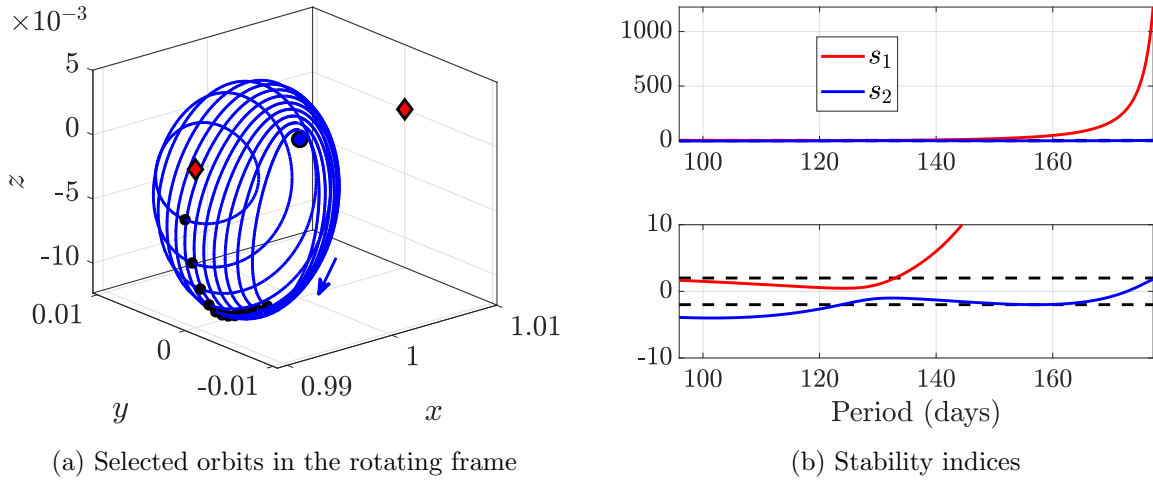 ×10⁻³
5
0
-5
-10
z
0.01
0
-0.01
y
0.99
1
1.01
x
(a) Selected orbits in the rotating frame
1000
500
0
s₁
s₂
100 120 140 160
10
0
-10
100 120 140 160
Period (days)
(b) Stability indices